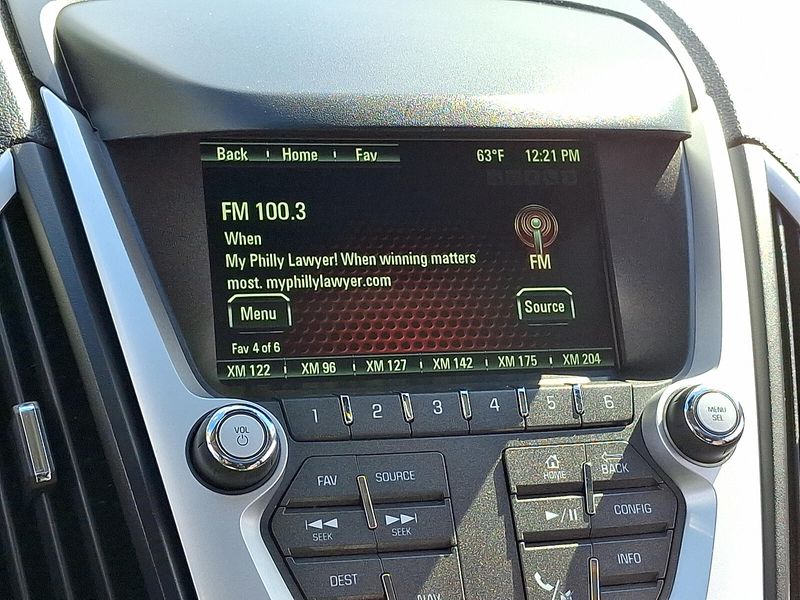 Back Home Fav 63°F 12:21 PM
FM 100.3
When
My Philly Lawyer! When winning matters
most. myphillylawyer.com
FM
Menu Source
Fav 4 of 6
XM 122 XM 96 XM 127 XM 142 XM 175 XM 204
1 2 3 4 5 6
VOL
MENU
SEL
FAV SOURCE
HOME BACK
SEEK SEEK
CONFIG
DEST NAV
INFO